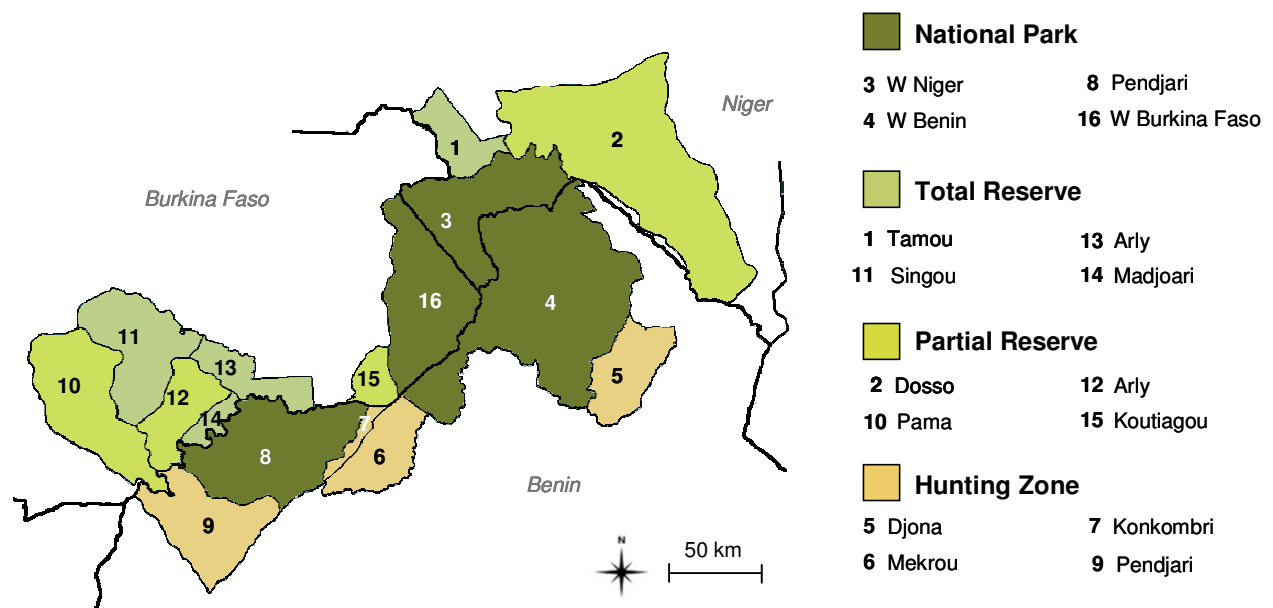 Niger
Burkina Faso
Benin
1
2
3
16
4
11
10
13
12
15
14
5
7
8
6
9
N
50 km
National Park
3 W Niger
8 Pendjari
4 W Benin
16 W Burkina Faso
Total Reserve
1 Tamou
13 Arly
11 Singou
14 Madjoari
Partial Reserve
2 Dosso
12 Arly
10 Pama
15 Koutiagou
Hunting Zone
5 Djona
7 Konkombri
6 Mekrou
9 Pendjari